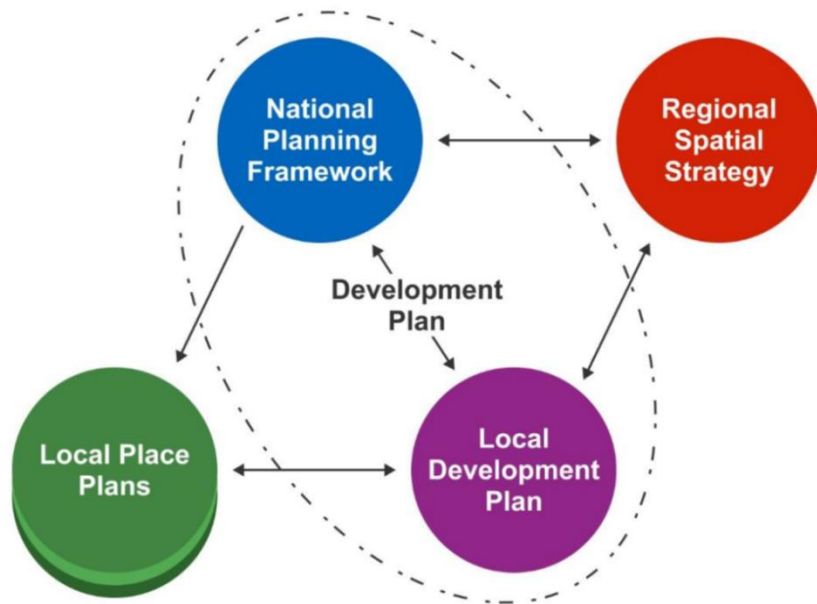 National
Planning
Framework
Regional
Spatial
Strategy
Development
Plan
Local Place
Plans
Local
Development
Plan